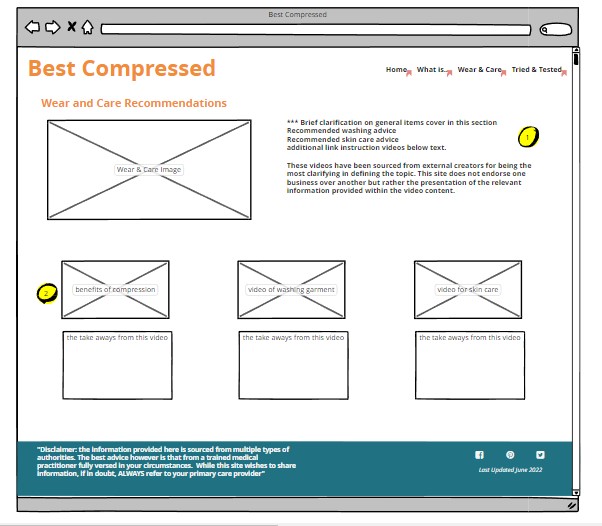 Best Compressed
Best Compressed
Home
What is...
Wear & Care
Tried & Tested
Wear and Care Recommendations
Wear & Care Image
*** Brief clarification on general items cover in this section
Recommended washing advice
Recommended skin care advice
additional link instruction videos below text.
These videos have been sourced from external creators for being the
most clarifying in defining the topic. This site does not endorse one
business over another but rather the presentation of the relevant
information provided within the video content.
1
2
benefits of compression
video of washing garment
video for skin care
the take aways from this video
the take aways from this video
the take aways from this video
"Disclaimer: the information provided here is sourced from multiple types of
authorities. The best advice however is that from a trained medical
practitioner fully versed in your circumstances. While this site wishes to share
information, if in doubt, ALWAYS refer to your primary care provider"
Last Updated June 2022